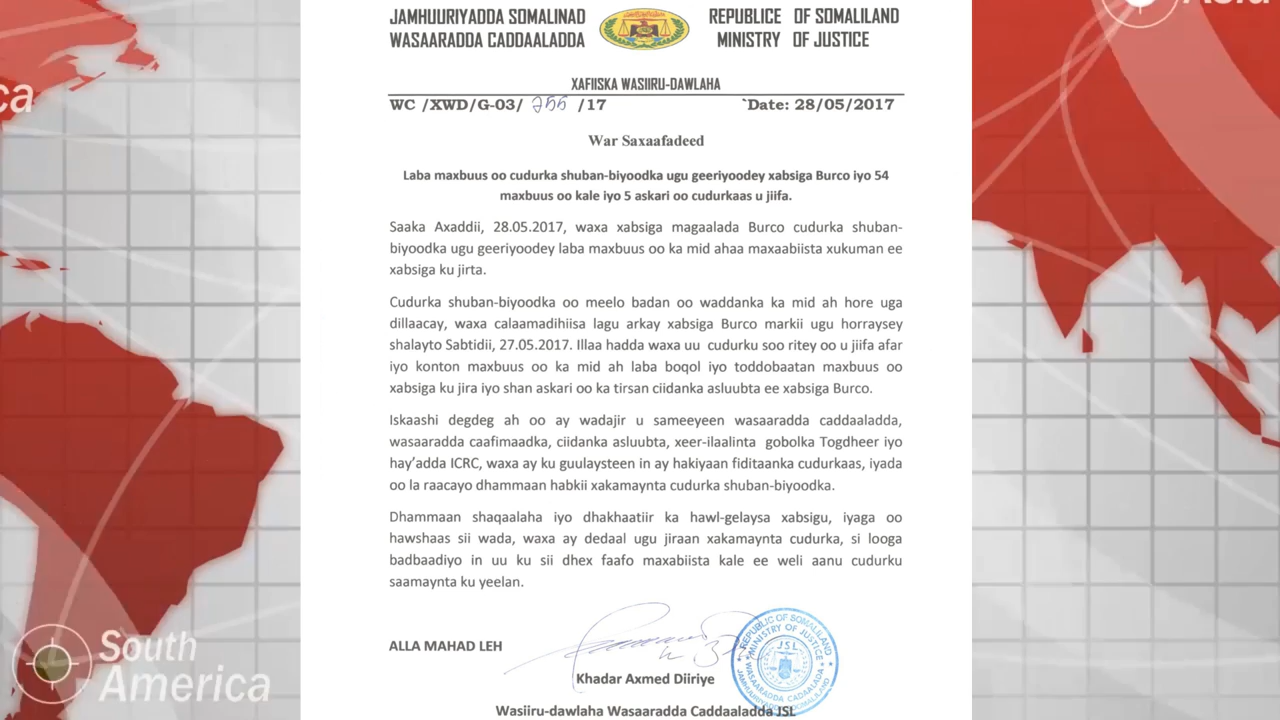 JAMHUURIYADDA SOMALINAD
WASAARADDA CADDAALADDA
REPUBLICE OF SOMALILAND
MINISTRY OF JUSTICE
XAFIISKA WASIIRU-DAWLAHA
WC /XWD/G-03/ 255 /17 `Date: 28/05/2017
War Saxaafadeed
Laba maxbuus oo cudurka shuban-biyoodka ugu geeriyoodey xabsiga Burco iyo 54
maxbuus oo kale iyo 5 askari oo cudurkaas u jiifa.
Saaka Axaddii, 28.05.2017, waxa xabsiga magaalada Burco cudurka shuban-
biyoodka ugu geeriyoodey laba maxbuus oo ka mid ahaa maxaabiista xukuman ee
xabsiga ku jirta.
Cudurka shuban-biyoodka oo meelo badan oo waddanka ka mid ah hore uga
dillaacay, waxa calaamadihiisa lagu arkay xabsiga Burco markii ugu horraysey
shalayto Sabtidii, 27.05.2017. Illaa hadda waxa uu cudurku soo ritey oo u jiifa afar
iyo konton maxbuus oo ka mid ah laba boqol iyo toddobaatan maxbuus oo
xabsiga ku jira iyo shan askari oo ka tirsan ciidanka asluubta ee xabsiga Burco.
Iskaashi degdeg ah oo ay wadajir u sameeyeen wasaaradda caddaaladda,
wasaaradda caafimaadka, ciidanka asluubta, xeer-ilaalinta gobolka Togdheer iyo
hay'adda ICRC, waxa ay ku guulaysteen in ay hakiyaan fiditaanka cudurkaas, iyada
oo la raacayo dhammaan habkii xakamaynta cudurka shuban-biyoodka.
Dhammaan shaqaalaha iyo dhakhaatiir ka hawl-gelaysa xabsigu, iyaga oo
hawshaas sii wada, waxa ay dedaal ugu jiraan xakamaynta cudurka, si looga
badbaadiyo in uu ku sii dhex faafo maxabiista kale ee weli aanu cudurku
saamaynta ku yeelan.
ALLA MAHAD LEH
Khadar Axmed Diiriye
Wasiiru-dawlaha Wasaaradda Caddaaladda JSL
REPUBLIC OF SOMALILAND
MINISTRY OF JUSTICE
JSL
South
America
ca